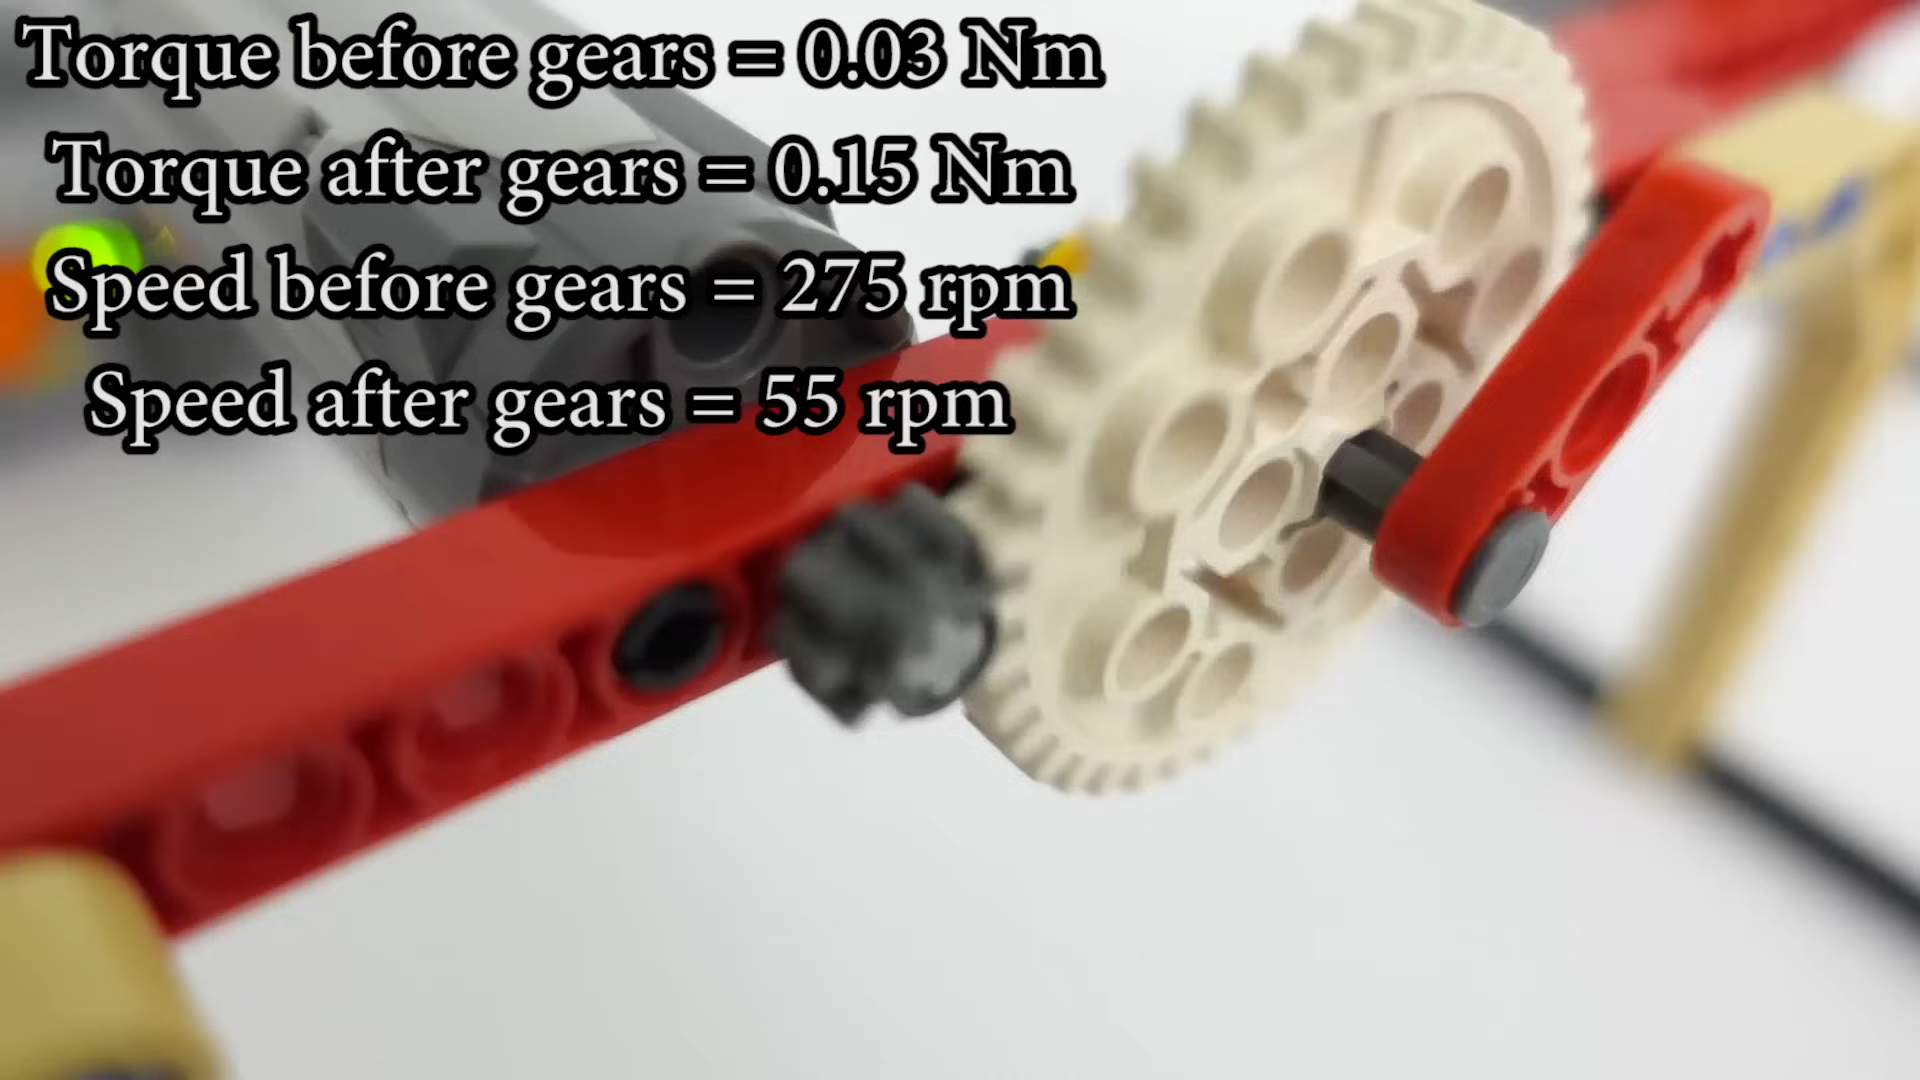 Torque before gears = 0.03 Nm
Torque after gears = 0.15 Nm
Speed before gears = 275 rpm
Speed after gears = 55 rpm